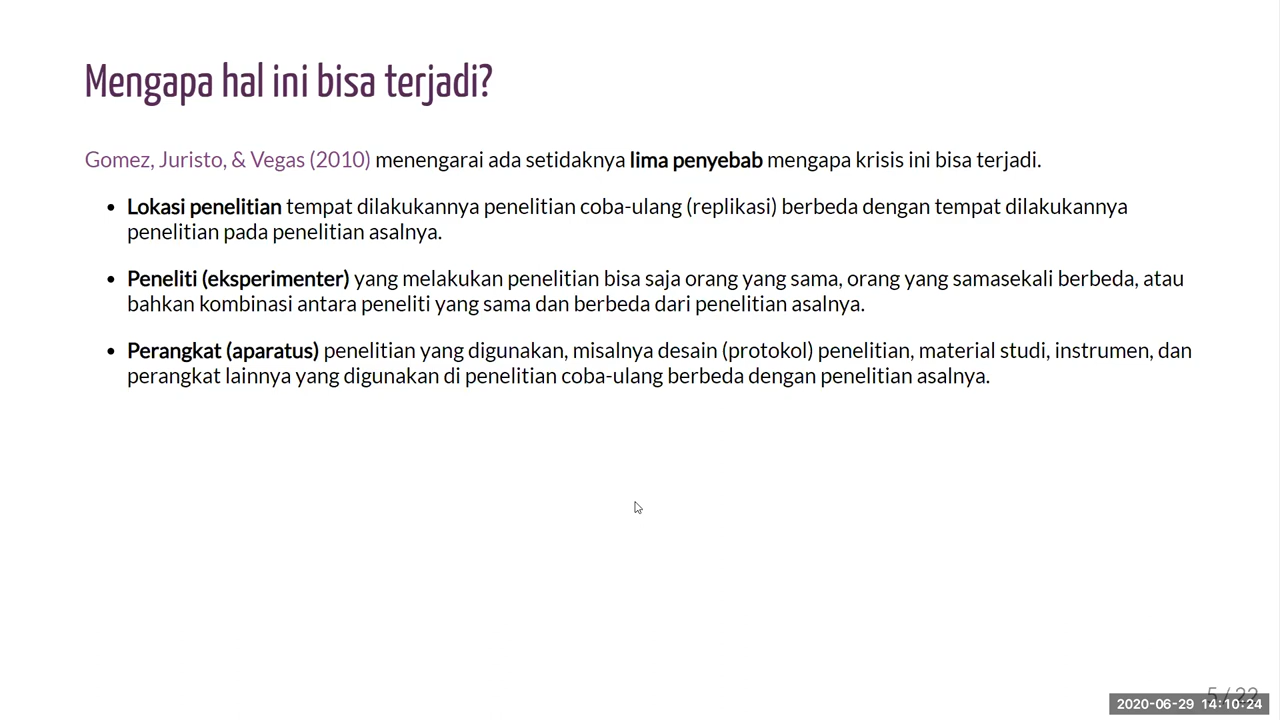 Mengapa hal ini bisa terjadi?
Gomez, Juristo, & Vegas (2010) menengarai ada setidaknya lima penyebab mengapa krisis ini bisa terjadi.
• Lokasi penelitian tempat dilakukannya penelitian coba-ulang (replikasi) berbeda dengan tempat dilakukannya
penelitian pada penelitian asalnya.
• Peneliti (eksperimenter) yang melakukan penelitian bisa saja orang yang sama, orang yang samasekali berbeda, atau
bahkan kombinasi antara peneliti yang sama dan berbeda dari penelitian asalnya.
• Perangkat (aparatus) penelitian yang digunakan, misalnya desain (protokol) penelitian, material studi, instrumen, dan
perangkat lainnya yang digunakan di penelitian coba-ulang berbeda dengan penelitian asalnya.
5 / 22
2020-06-29 14:10:24